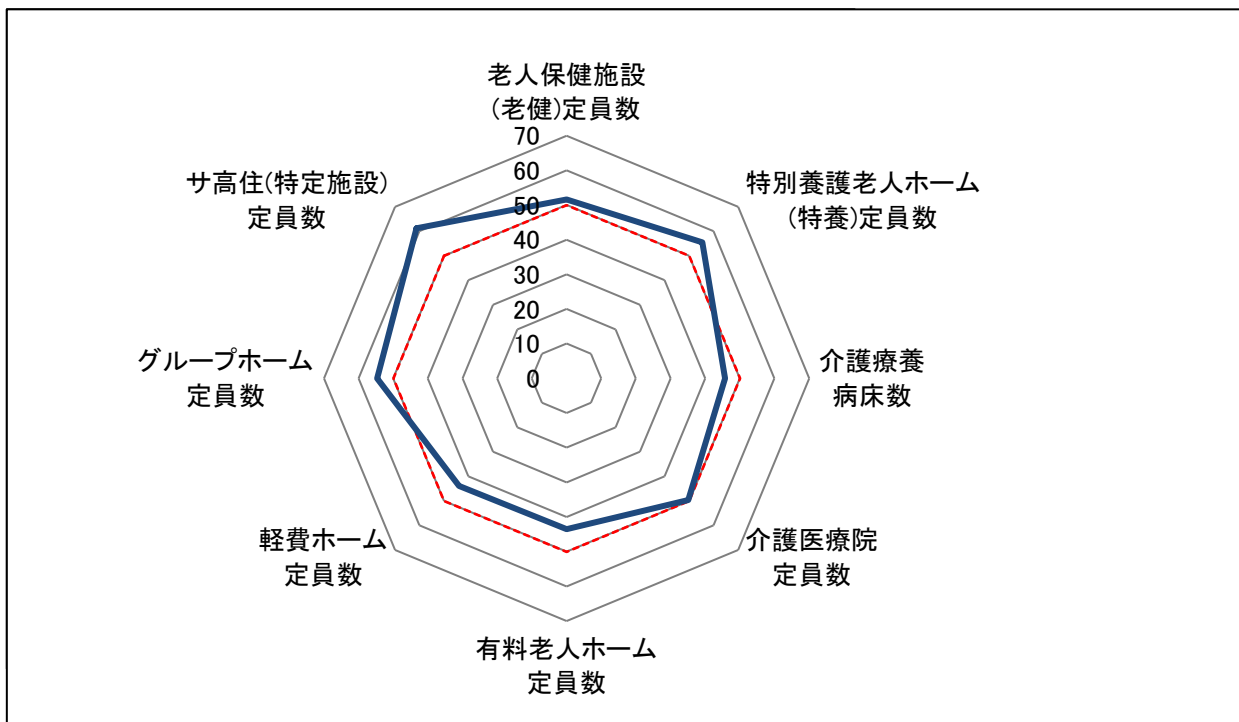 老人保健施設
(老健)定員数
特別養護老人ホーム
(特養)定員数
介護療養
病床数
介護医療院
定員数
有料老人ホーム
定員数
軽費ホーム
定員数
グループホーム
定員数
サ高住(特定施設)
定員数
70
60
50
40
30
20
10
0